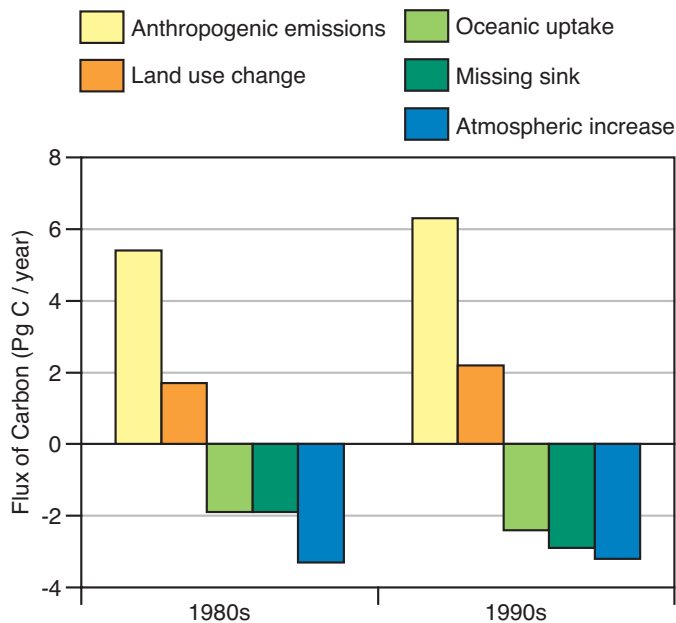 Anthropogenic emissions
Land use change
Oceanic uptake
Missing sink
Atmospheric increase
Flux of Carbon (Pg C / year)
8
6
4
2
0
-2
-4
1980s
1990s